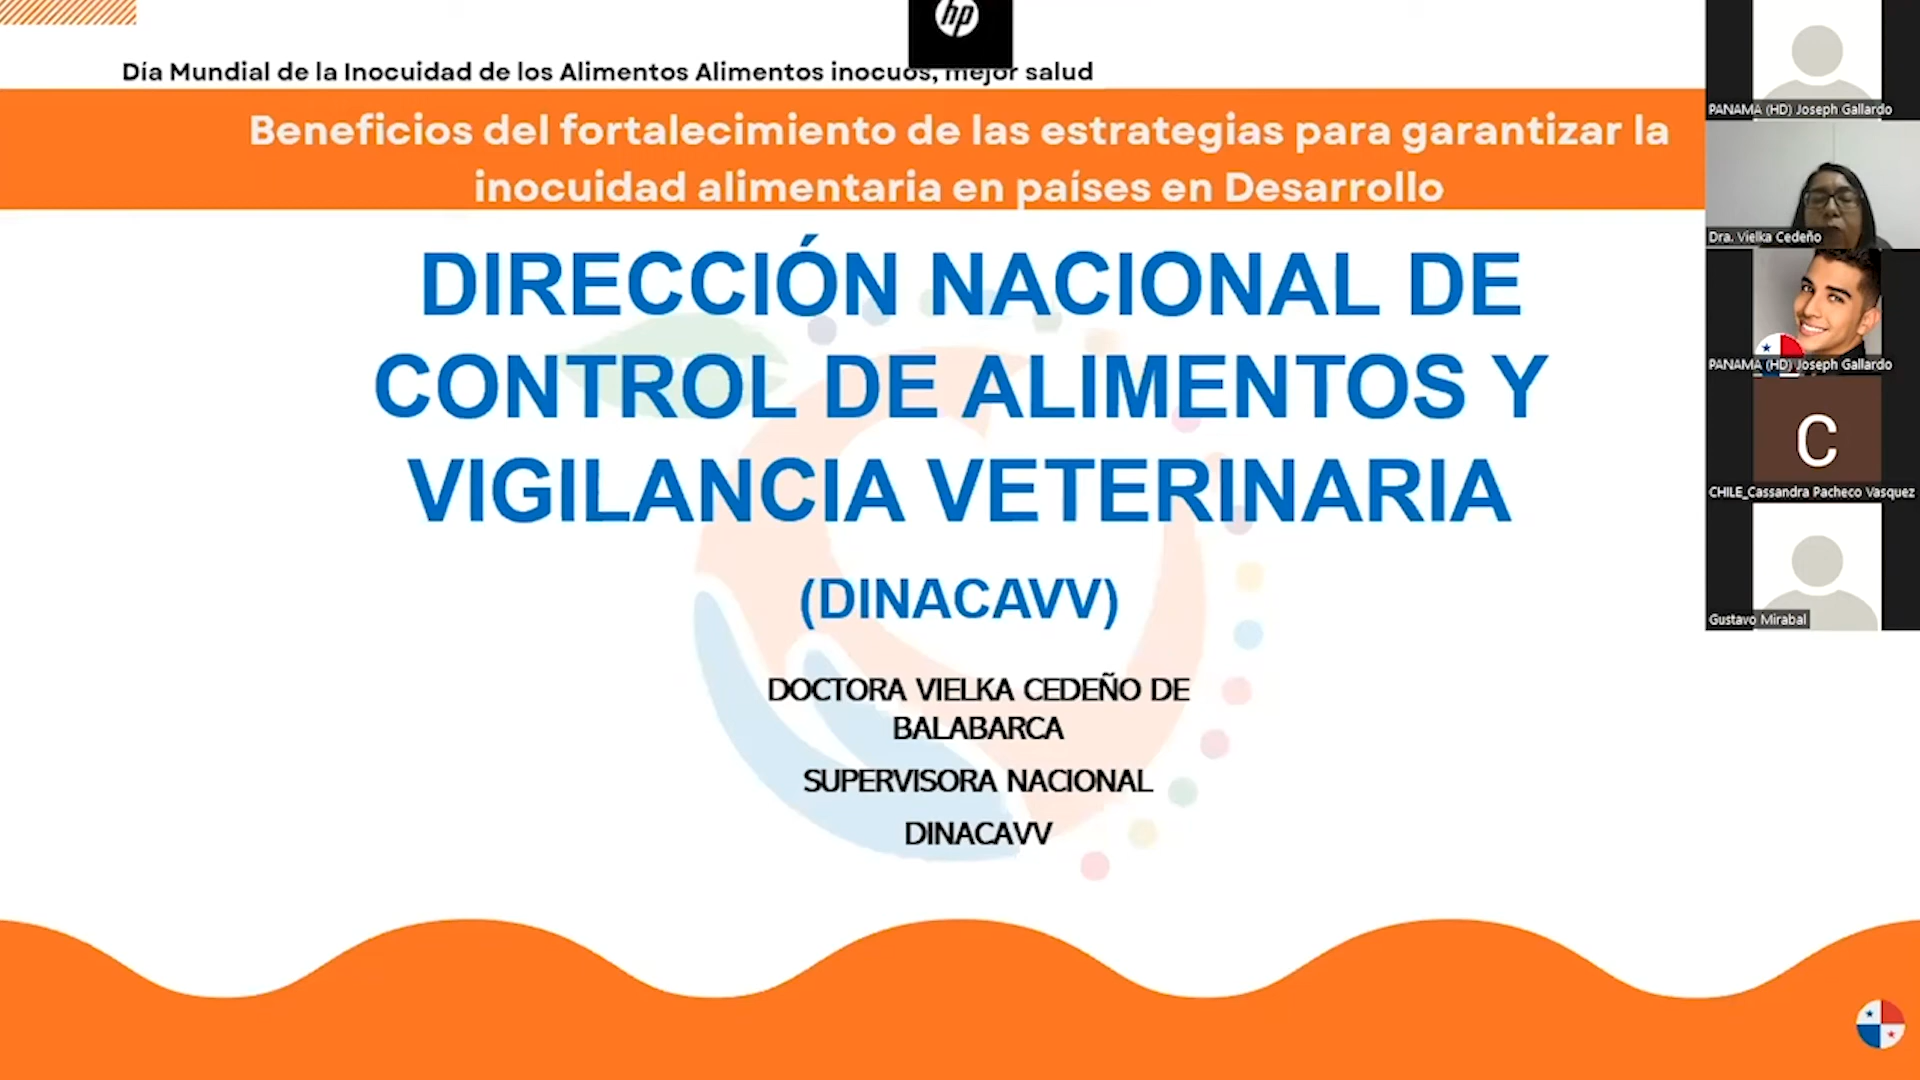 hp
Día Mundial de la Inocuidad de los Alimentos Alimentos inocuos, mejor salud
Beneficios del fortalecimiento de las estrategias para garantizar la
inocuidad alimentaria en países en Desarrollo
DIRECCIÓN NACIONAL DE
CONTROL DE ALIMENTOS Y
VIGILANCIA VETERINARIA
(DINACAVV)
DOCTORA VIELKA CEDEÑO DE
BALABARCA
SUPERVISORA NACIONAL
DINACAVV
PANAMA (HD) Joseph Gallardo
Dra. Vielka Cedeño
PANAMA (HD) Joseph Gallardo
C
CHILE_Cassandra Pacheco Vasquez
Gustavo Mirabal